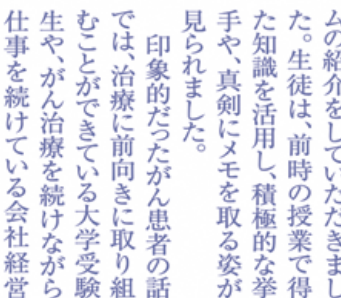 ムの紹介をしていただきまし
た。生徒は、前時の授業で得
た知識を活用し、積極的な挙
手や、真剣にメモを取る姿が
見られました。
印象的だったがん患者の話
では、治療に前向きに取り組
むことができている大学受験
生や、がん治療を続けながら
仕事を続けている会社経営